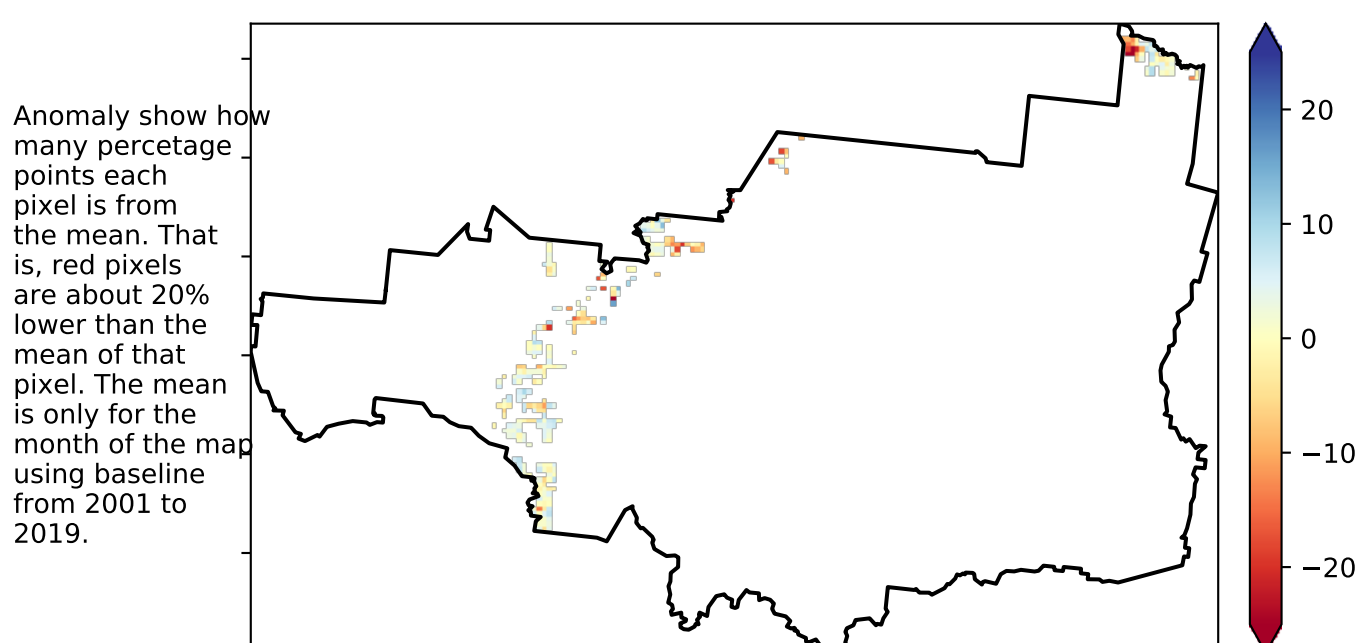 Anomaly show how
many percetage
points each
pixel is from
the mean. That
is, red pixels
are about 20%
lower than the
mean of that
pixel. The mean
is only for the
month of the map
using baseline
from 2001 to
2019.
20
10
0
−10
−20